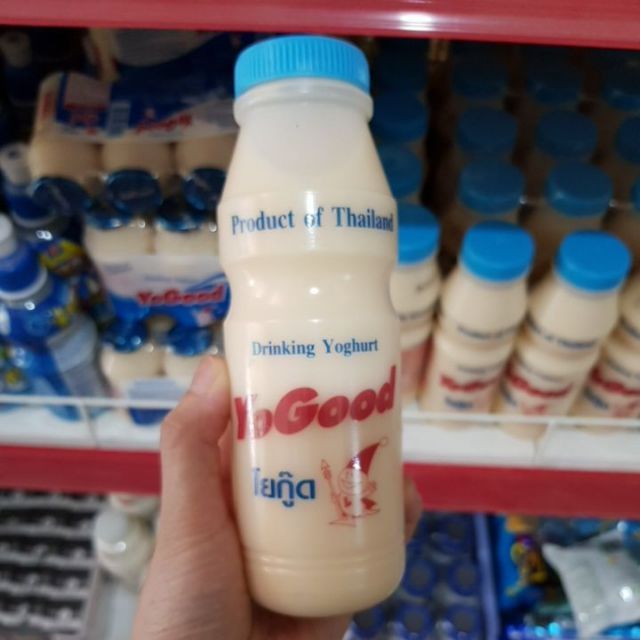 Product of Thailand
Drinking Yoghurt
YoGood
โยกู๊ด
YoGood